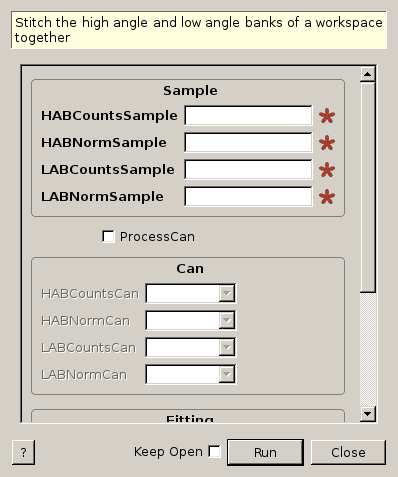 Stitch the high angle and low angle banks of a workspace
together
Sample
HABCountsSample
HABNormSample
LABCountsSample
LABNormSample
ProcessCan
Can
HABCountsCan
HABNormCan
LABCountsCan
LABNormCan
Fitting
? Keep Open Run Close